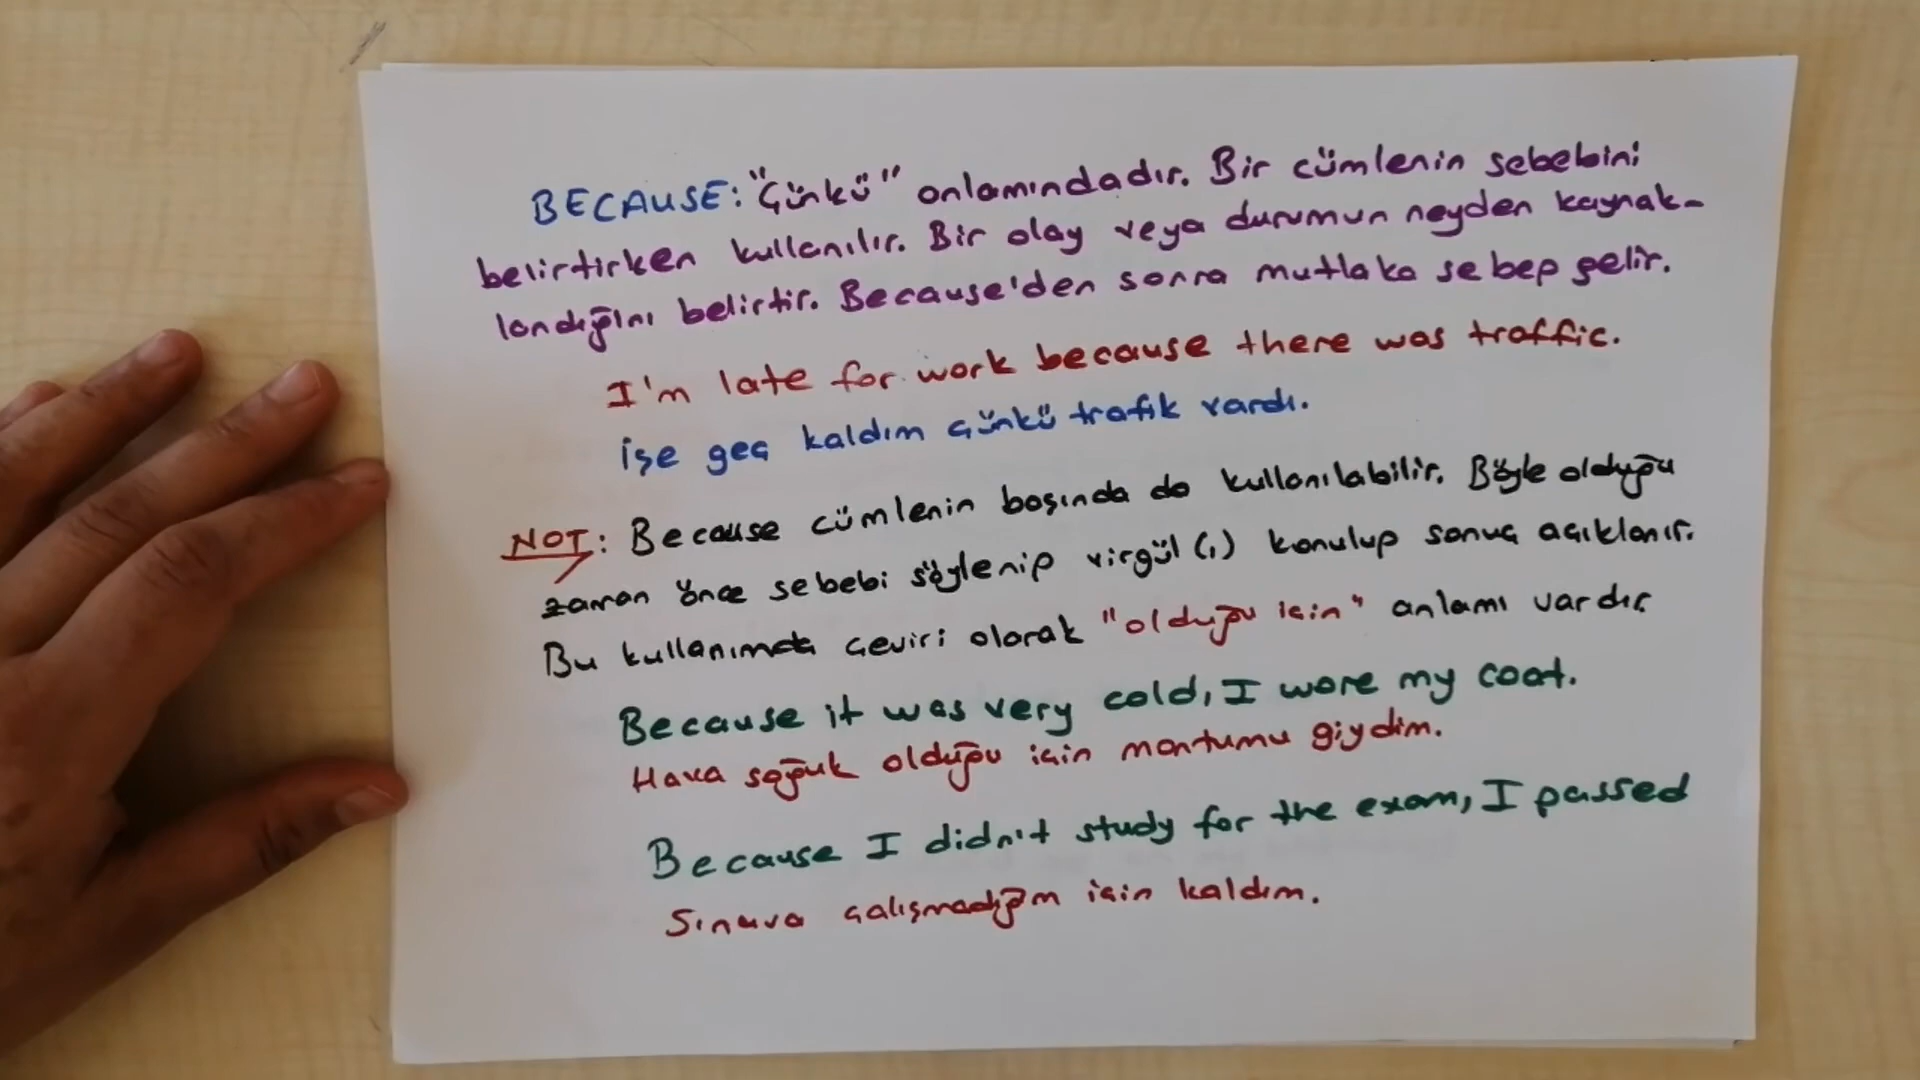 BECAUSE: "Çünkü" anlamındadır. Bir cümlenin sebebini
belirtirken kullanılır. Bir olay veya durumun neyden kaynak-
landığını belirtir. Because'den sonra mutlaka sebep gelir.
I'm late for work because there was traffic.
işe geç kaldım çünkü trafik vardı.
NOT: Because cümlenin başında da kullanılabilir. Böyle olduğu
zaman önce sebebi söylenip virgül (,) konulup sonuç açıklanır.
Bu kullanımda çeviri olarak "olduğu için" anlamı vardır
Because it was very cold, I wore my coat.
Hava soğuk olduğu için montumu giydim.
Because I didn't study for the exam, I passed
Sınava çalışmadığım için kaldım.